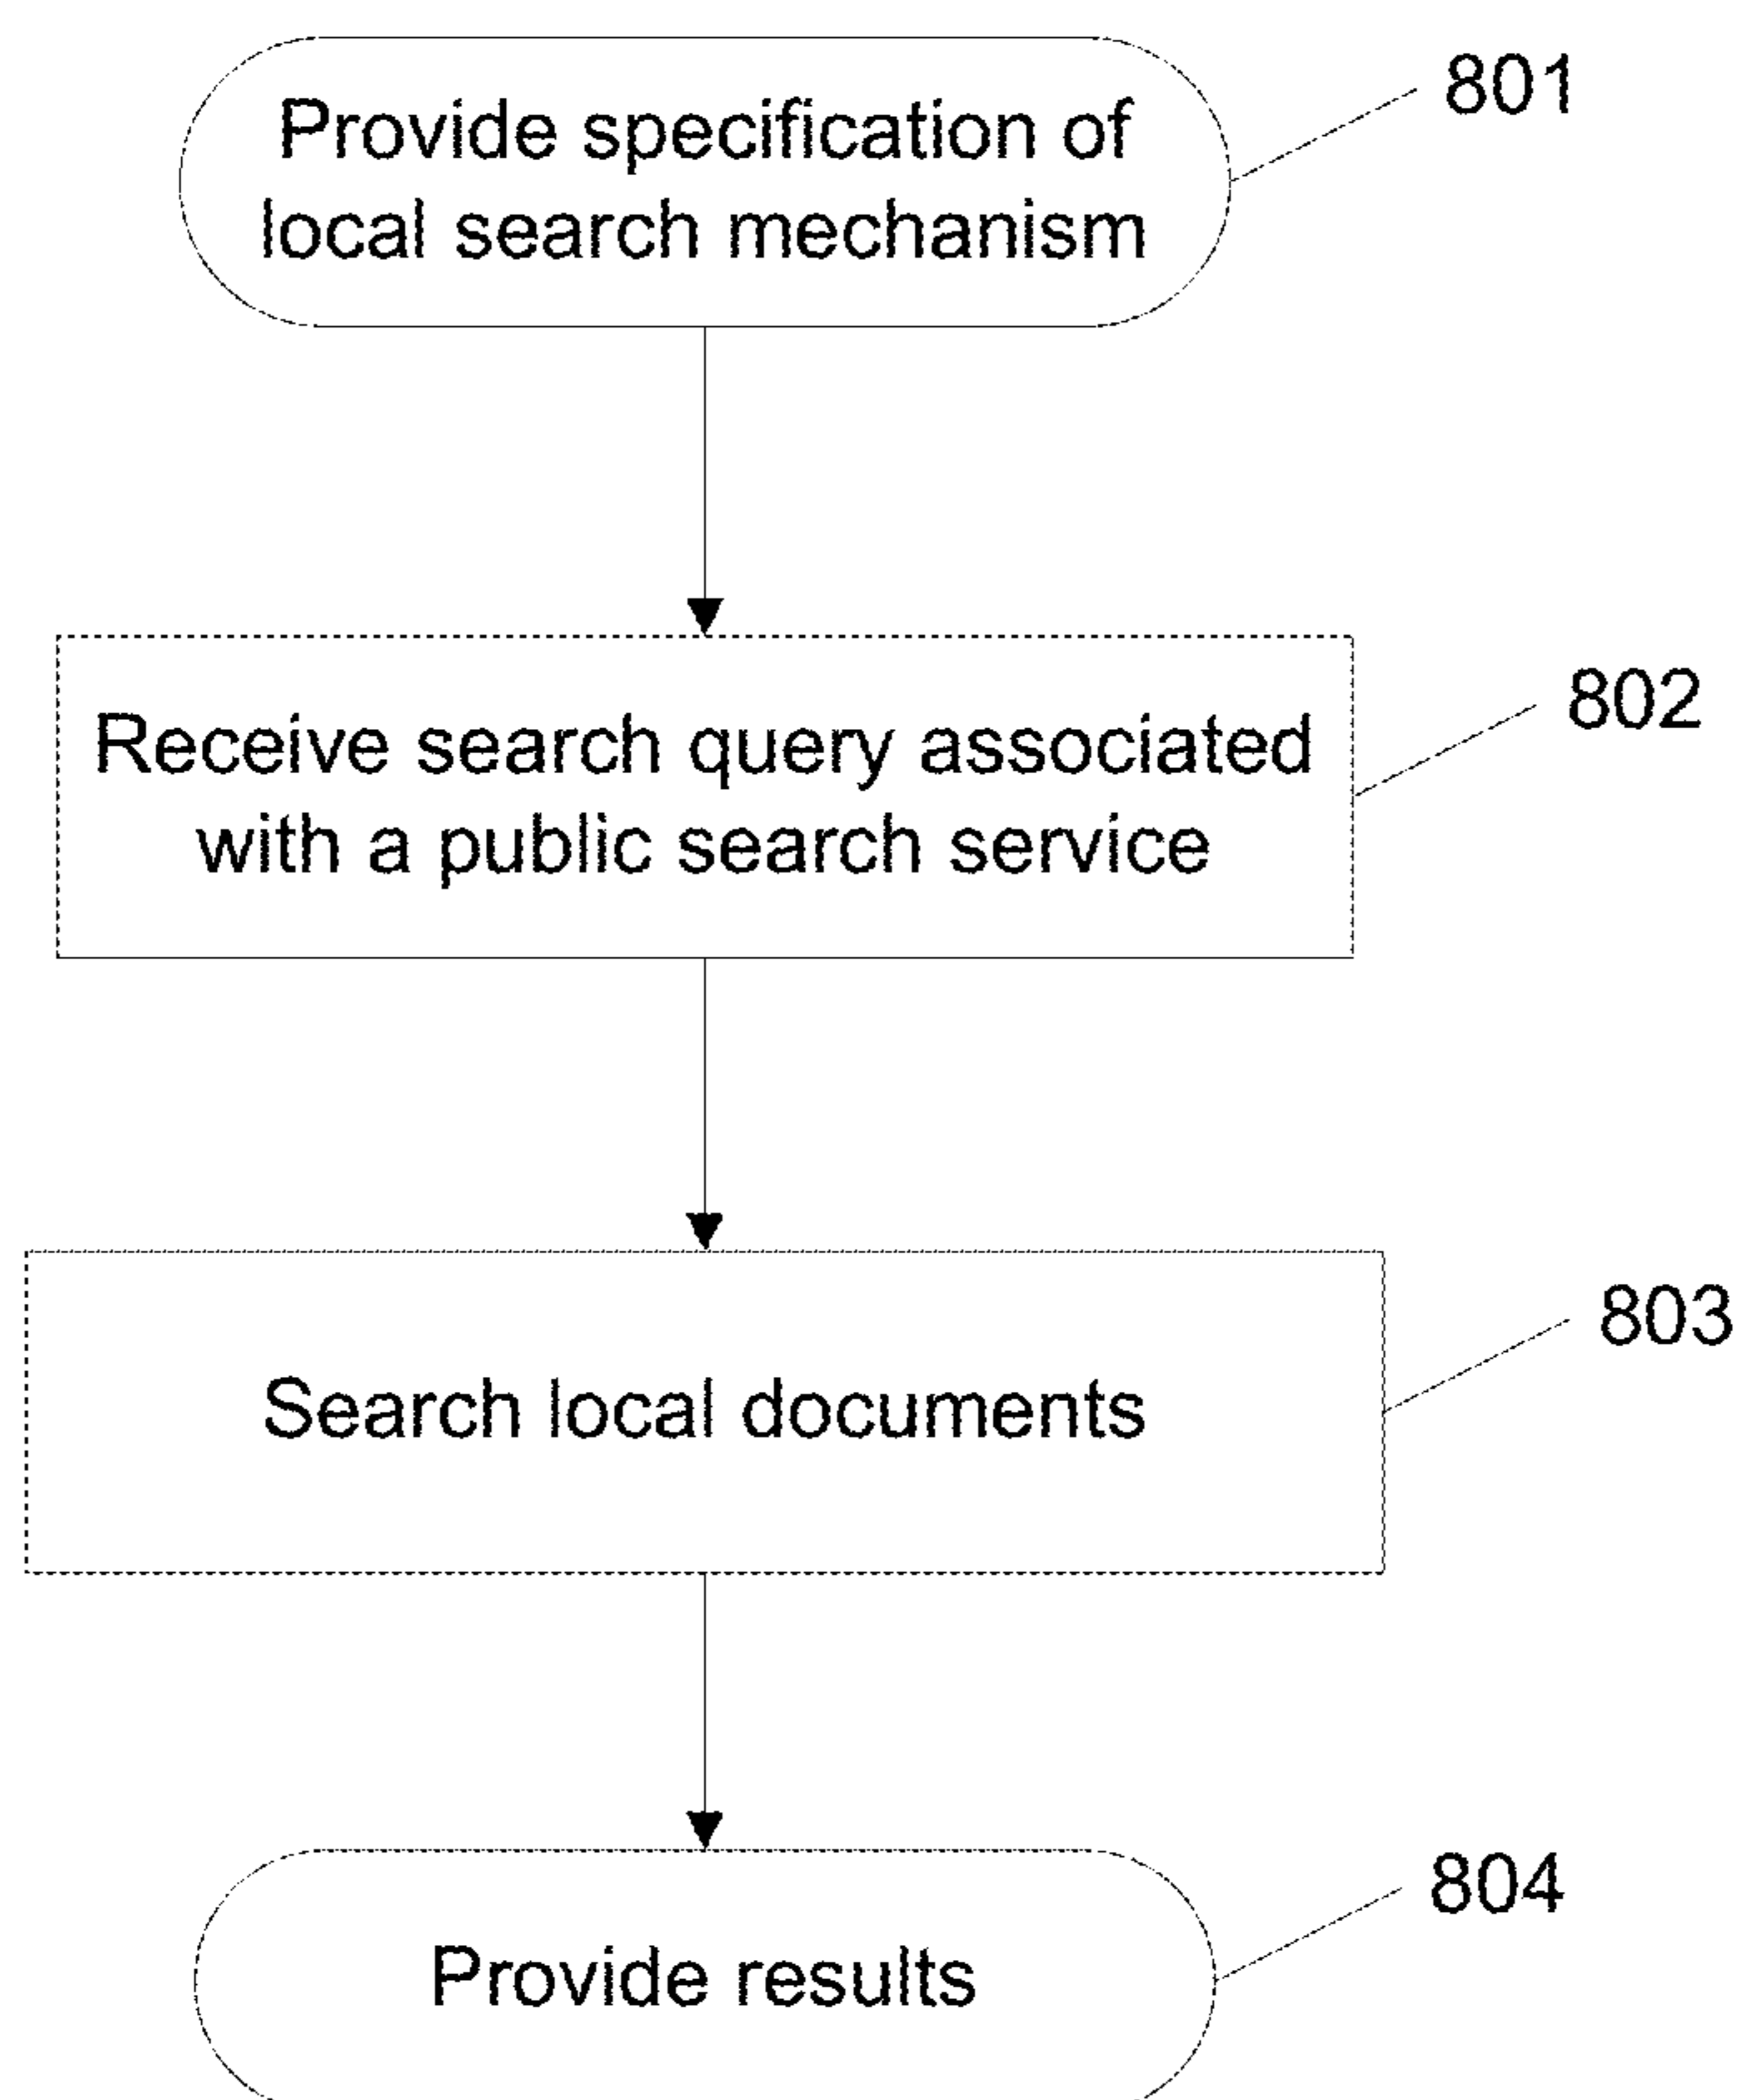 Provide specification of
local search mechanism
801
Receive search query associated
with a public search service
802
Search local documents
803
Provide results
804